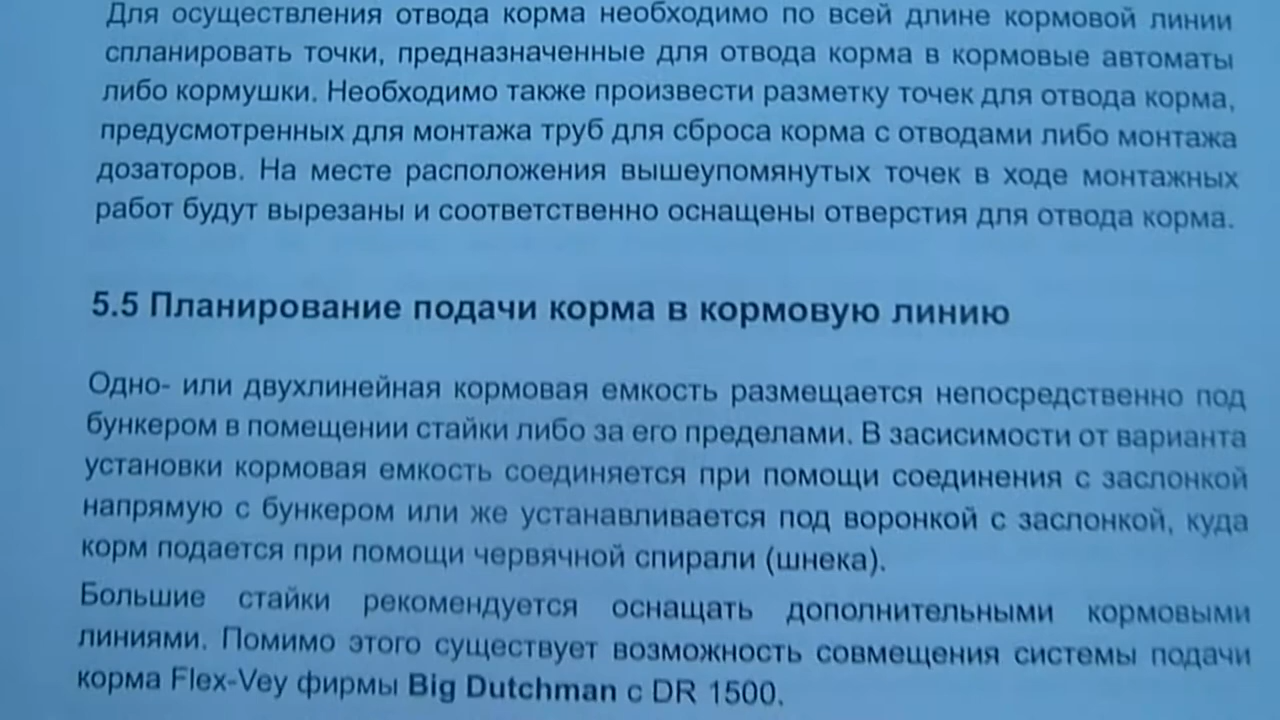 Для осуществления отвода корма необходимо по всей длине кормовой линии
спланировать точки, предназначенные для отвода корма в кормовые автоматы
либо кормушки. Необходимо также произвести разметку точек для отвода корма,
предусмотренных для монтажа труб для сброса корма с отводами либо монтажа
дозаторов. На месте расположения вышеупомянутых точек в ходе монтажных
работ будут вырезаны и соответственно оснащены отверстия для отвода корма.
5.5 Планирование подачи корма в кормовую линию
Одно- или двухлинейная кормовая емкость размещается непосредственно под
бункером в помещении стайки либо за его пределами. В засисимости от варианта
установки кормовая емкость соединяется при помощи соединения с заслонкой
напрямую с бункером или же устанавливается под воронкой с заслонкой, куда
корм подается при помощи червячной спирали (шнека).
Большие стайки рекомендуется оснащать дополнительными кормовыми
линиями. Помимо этого существует возможность совмещения системы подачи
корма Flex-Vey фирмы Big Dutchman с DR 1500.